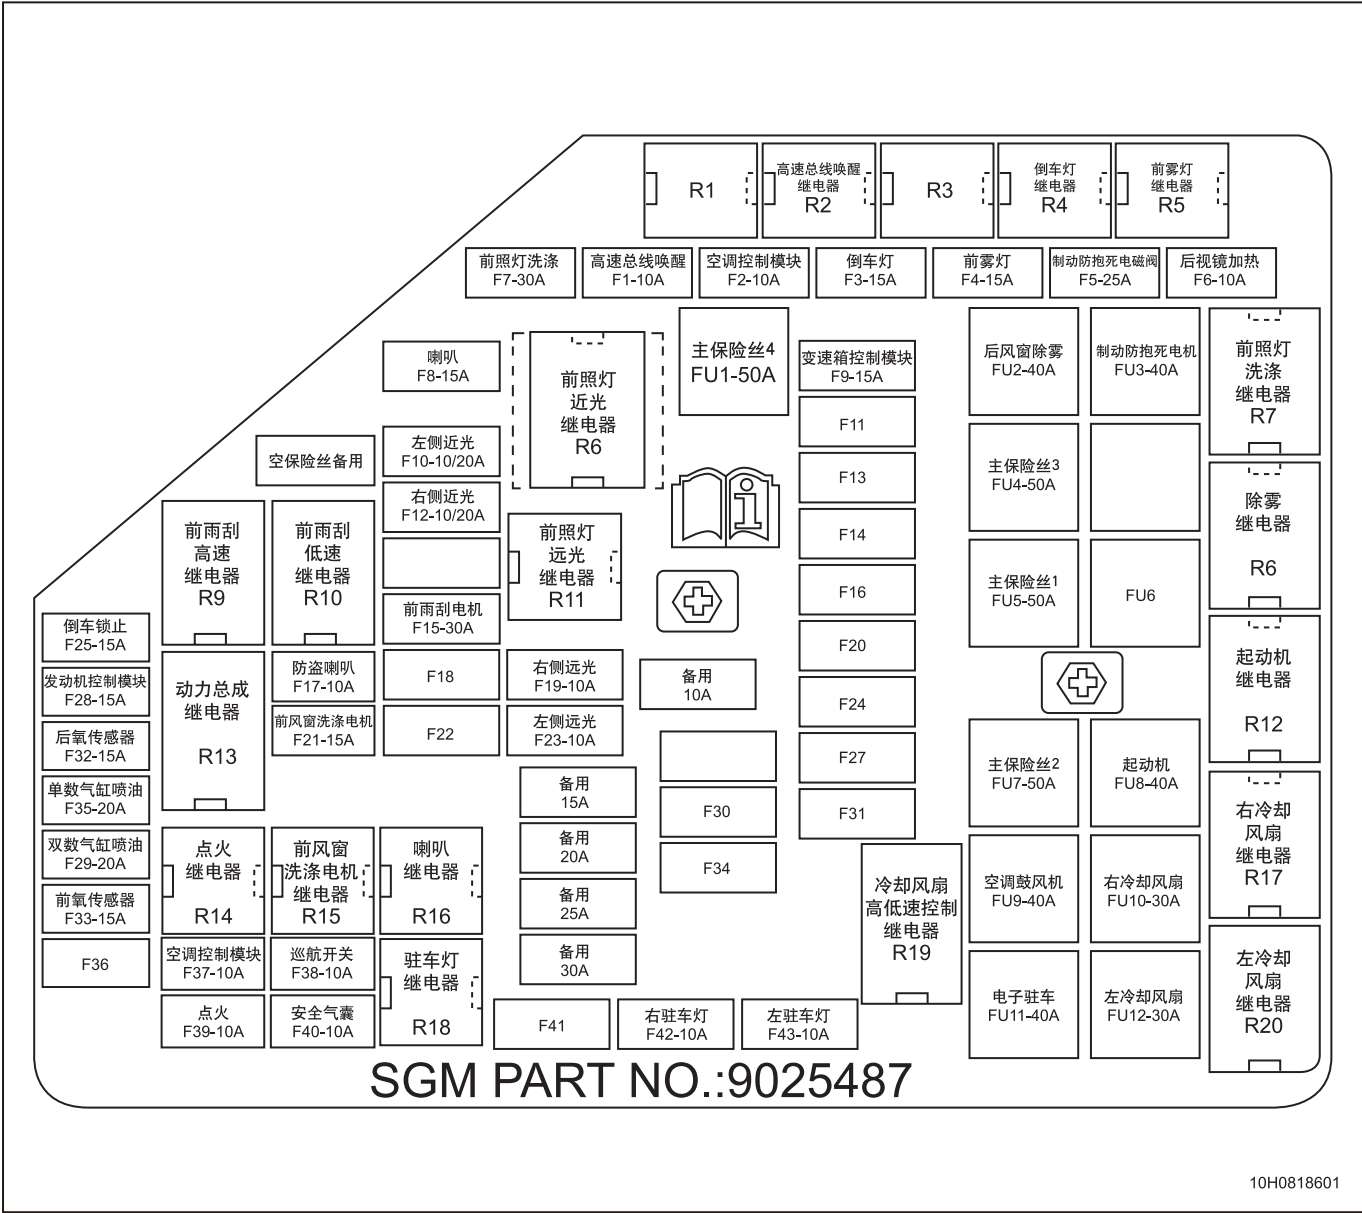 R1
高速总线唤醒
继电器
R2
R3
倒车灯
继电器
R4
前雾灯
继电器
R5
前照灯洗涤
F7-30A
高速总线唤醒
F1-10A
空调控制模块
F2-10A
倒车灯
F3-15A
前雾灯
F4-15A
制动防抱死电磁阀
F5-25A
后视镜加热
F6-10A
喇叭
F8-15A
前照灯
近光
继电器
R6
主保险丝4
FU1-50A
变速箱控制模块
F9-15A
后风窗除雾
FU2-40A
制动防抱死电机
FU3-40A
前照灯
洗涤
继电器
R7
F11
空保险丝备用
左侧近光
F10-10/20A
F13
主保险丝3
FU4-50A
除雾
继电器
R6
右侧近光
F12-10/20A
F14
前雨刮
高速
继电器
R9
前雨刮
低速
继电器
R10
前照灯
远光
继电器
R11
F16
主保险丝1
FU5-50A
FU6
前雨刮电机
F15-30A
倒车锁止
F25-15A
F20
起动机
继电器
R12
发动机控制模块
F28-15A
动力总成
继电器
R13
防盗喇叭
F17-10A
F18
右侧远光
F19-10A
备用
10A
F24
后氧传感器
F32-15A
前风窗洗涤电机
F21-15A
F22
左侧远光
F23-10A
F27
主保险丝2
FU7-50A
起动机
FU8-40A
单数气缸喷油
F35-20A
备用
15A
F30
F31
右冷却
风扇
继电器
R17
双数气缸喷油
F29-20A
点火
继电器
R14
前风窗
洗涤电机
继电器
R15
喇叭
继电器
R16
备用
20A
F34
冷却风扇
高低速控制
继电器
R19
空调鼓风机
FU9-40A
右冷却风扇
FU10-30A
前氧传感器
F33-15A
备用
25A
F36
空调控制模块
F37-10A
巡航开关
F38-10A
驻车灯
继电器
R18
备用
30A
左冷却
风扇
继电器
R20
点火
F39-10A
安全气囊
F40-10A
F41
右驻车灯
F42-10A
左驻车灯
F43-10A
电子驻车
FU11-40A
左冷却风扇
FU12-30A
SGM PART NO.:9025487
10H0818601